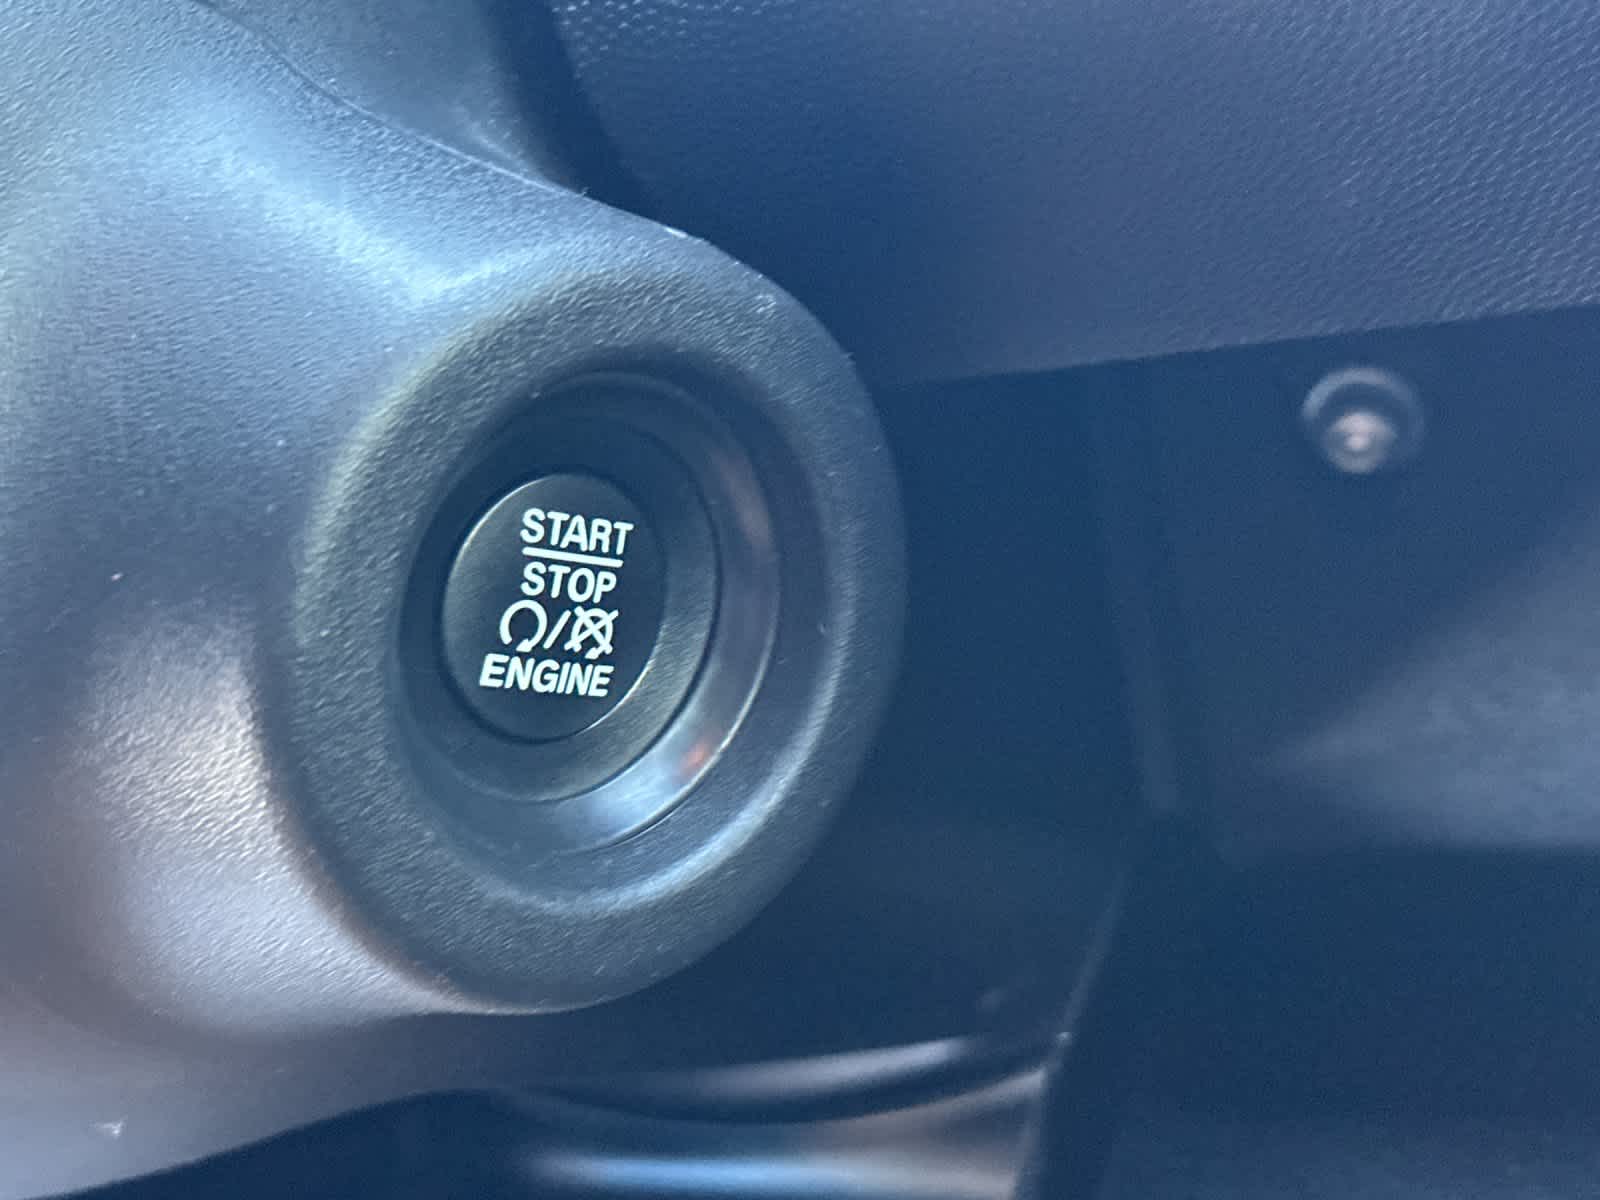 START
STOP
/
ENGINE